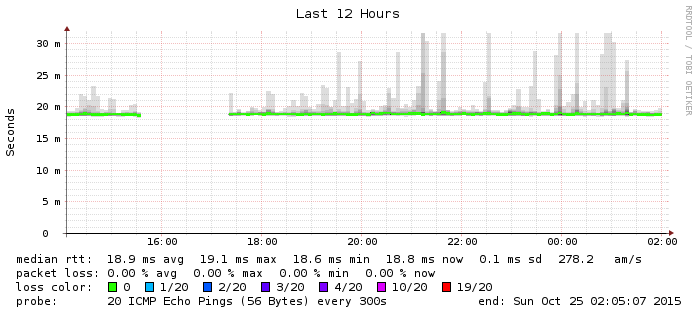 Last 12 Hours
RRDTOOL / TOBI OETIKER
Seconds
30 m
25 m
20 m
15 m
10 m
5 m
0
16:00 18:00 20:00 22:00 00:00 02:00
median rtt: 18.9 ms avg 19.1 ms max 18.6 ms min 18.8 ms now 0.1 ms sd 278.2 am/s
packet loss: 0.00 % avg 0.00 % max 0.00 % min 0.00 % now
loss color: 0 1/20 2/20 3/20 4/20 10/20 19/20
probe: 20 ICMP Echo Pings (56 Bytes) every 300s end: Sun Oct 25 02:05:07 2015